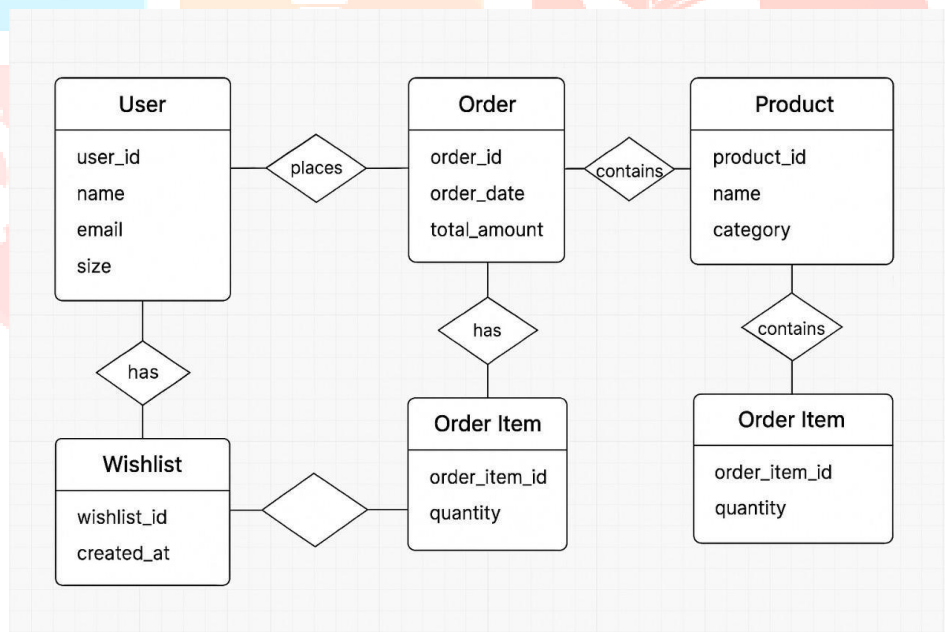 User
user_id
name
email
size
places
Order
order_id
order_date
total_amount
contains
Product
product_id
name
category
has
has
contains
Wishlist
wishlist_id
created_at
Order Item
order_item_id
quantity
Order Item
order_item_id
quantity